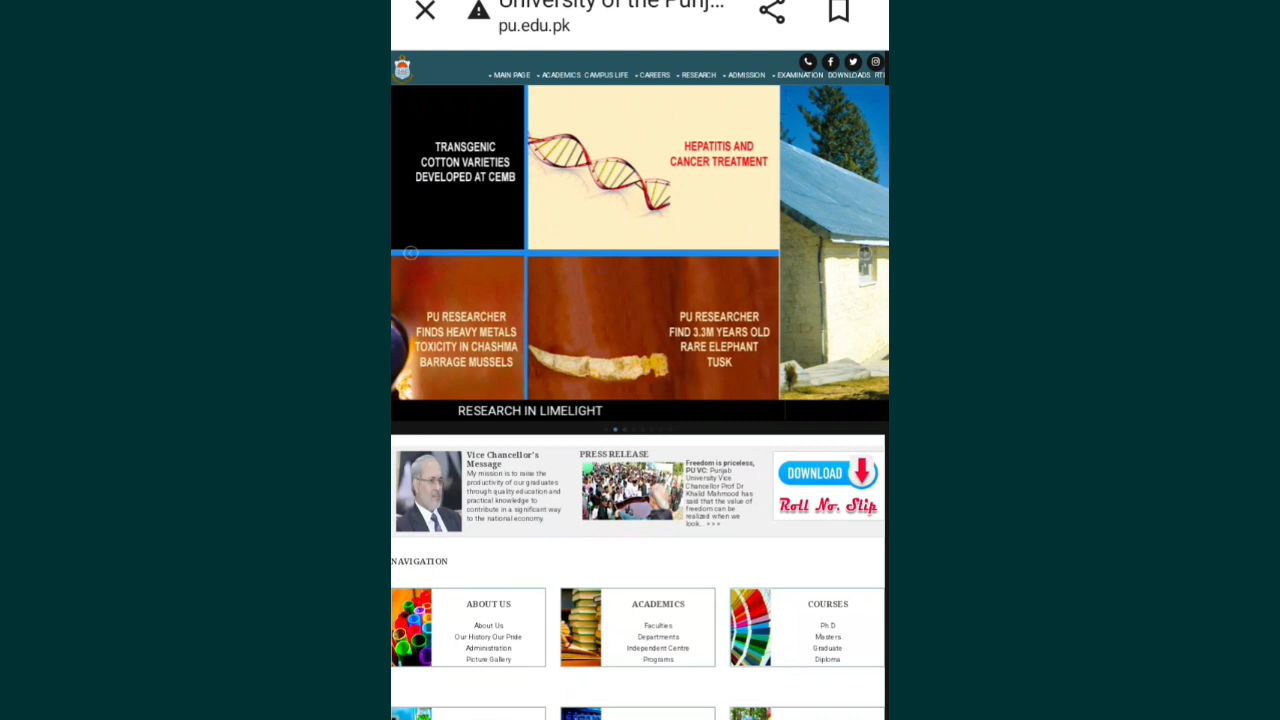 University of the Punj...
pu.edu.pk
MAIN PAGE ACADEMICS CAMPUS LIFE CAREERS RESEARCH ADMISSION EXAMINATION DOWNLOADS RTI
TRANSGENIC
COTTON VARIETIES
DEVELOPED AT CEMB
HEPATITIS AND
CANCER TREATMENT
PU RESEARCHER
FINDS HEAVY METALS
TOXICITY IN CHASHMA
BARRAGE MUSSELS
PU RESEARCHER
FIND 3.3M YEARS OLD
RARE ELEPHANT
TUSK
RESEARCH IN LIMELIGHT
Vice Chancellor's
Message
My mission is to raise the
productivity of our graduates
through quality education and
practical knowledge to
contribute in a significant way
to the national economy.
PRESS RELEASE
Freedom is priceless,
PU VC: Punjab
University Vice
Chancellor Prof Dr
Khalid Mahmood has
said that the value of
freedom can be
realized when we
look... > > >
DOWNLOAD
Roll No. Slip
NAVIGATION
ABOUT US
About Us
Our History Our Pride
Administration
Picture Gallery
ACADEMICS
Faculties
Departments
Independent Centre
Programs
COURSES
Ph.D
Masters
Graduate
Diploma